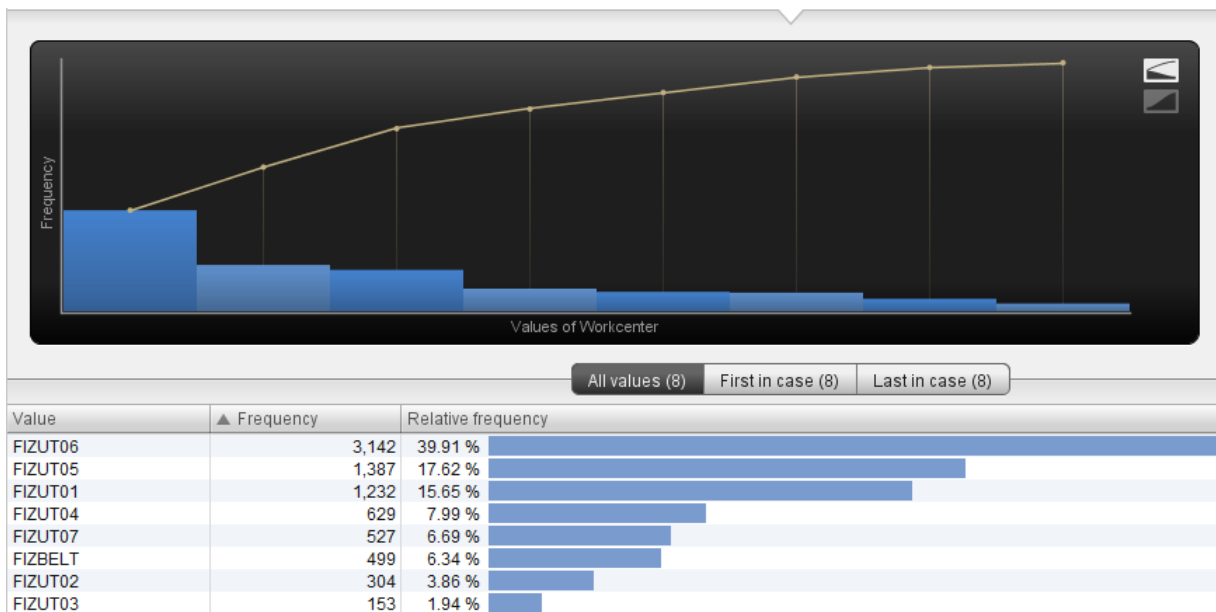 Frequency
Values of Workcenter
All values (8) First in case (8) Last in case (8)
Value Frequency Relative frequency
FIZUT06 3,142 39.91 %
FIZUT05 1,387 17.62 %
FIZUT01 1,232 15.65 %
FIZUT04 629 7.99 %
FIZUT07 527 6.69 %
FIZBELT 499 6.34 %
FIZUT02 304 3.86 %
FIZUT03 153 1.94 %